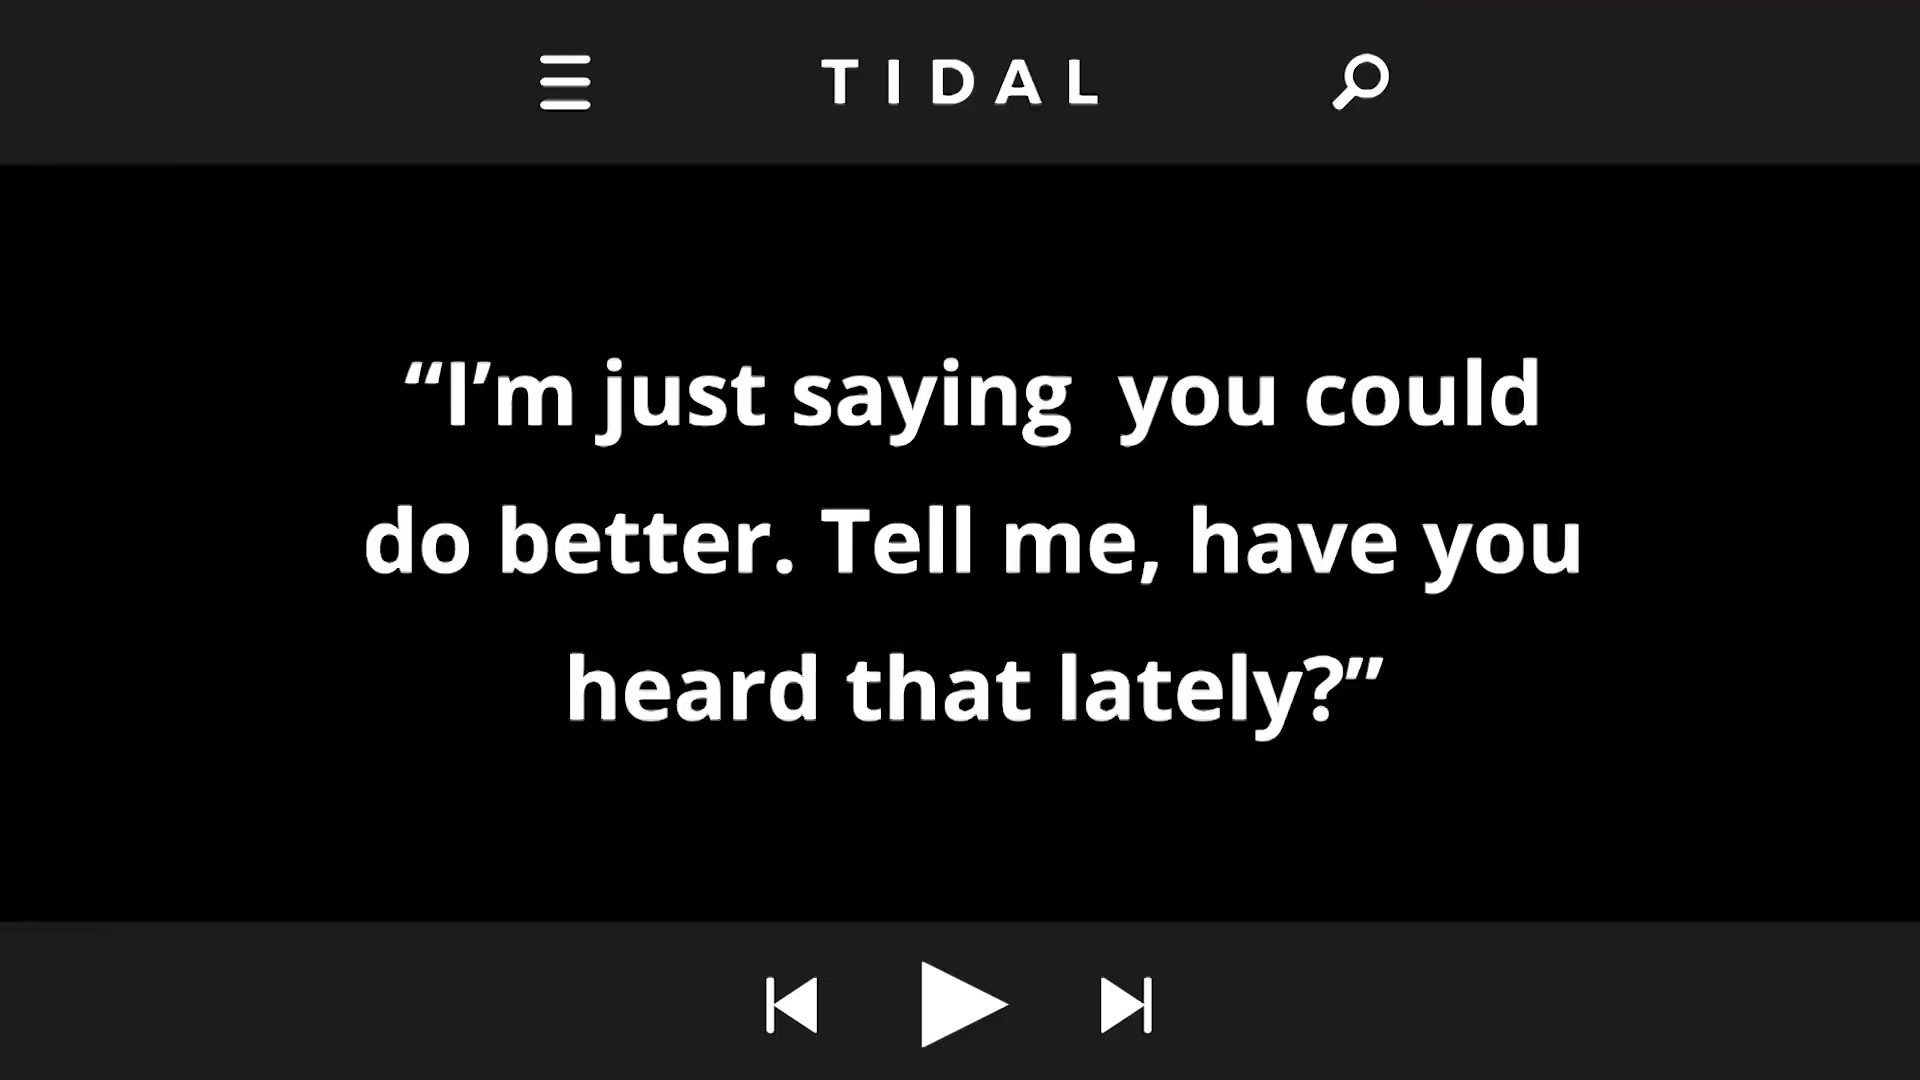 TIDAL
“I’m just saying  you could
do better. Tell me, have you
heard that lately?”